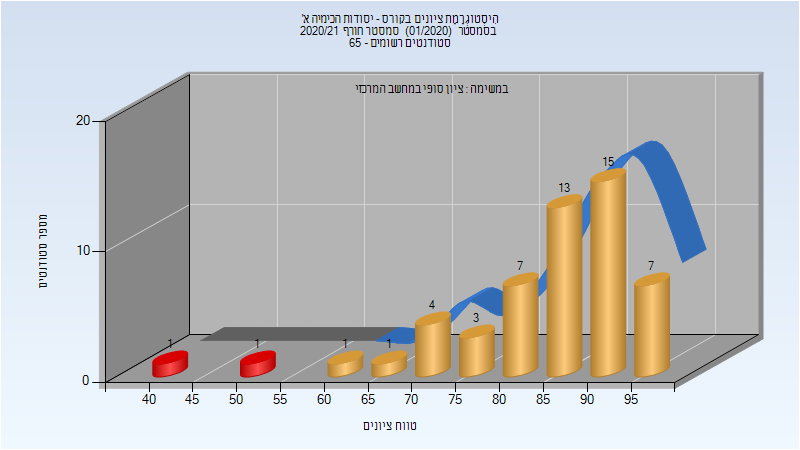 היסטוגרמת ציונים בקורס - יסודות הכימיה א'
בסמסטר (01/2020) סמסטר חורף 2020/21
סטודנטים רשומים - 65
במשימה : ציון סופי במחשב המרכזי
מספר סטודנטים
20
10
0
1
1
1
1
4
3
7
13
15
7
40 45 50 55 60 65 70 75 80 85 90 95
טווח ציונים